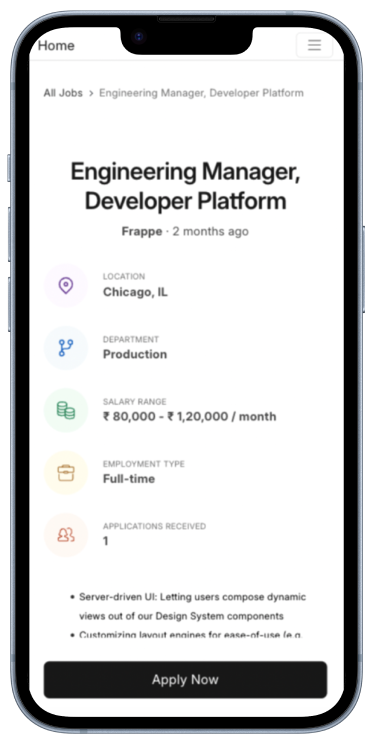 Home
All Jobs › Engineering Manager, Developer Platform
Engineering Manager,
Developer Platform
Frappe · 2 months ago
LOCATION
Chicago, IL
DEPARTMENT
Production
SALARY RANGE
₹ 80,000 - ₹ 1,20,000 / month
EMPLOYMENT TYPE
Full-time
APPLICATIONS RECEIVED
1
• Server-driven UI: Letting users compose dynamic
views out of our Design System components
• Customizing layout engines for ease-of-use (e.g.
Apply Now